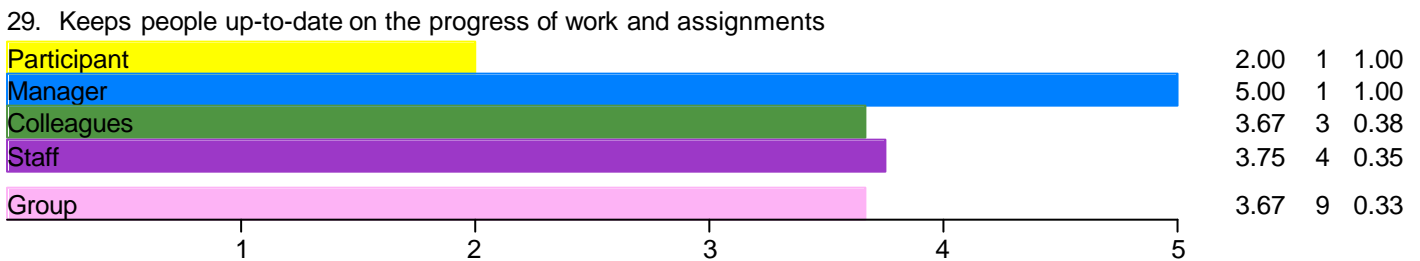 29. Keeps people up-to-date on the progress of work and assignments
Participant 2.00 1 1.00
Manager 5.00 1 1.00
Colleagues 3.67 3 0.38
Staff 3.75 4 0.35
Group 3.67 9 0.33
1 2 3 4 5